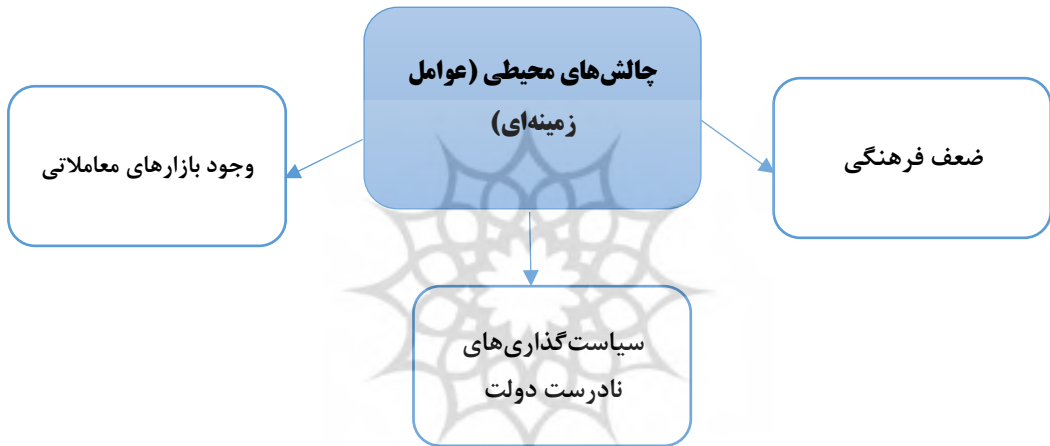 چالش‌های محیطی (عوامل
زمینه‌ای)
ضعف فرهنگی
وجود بازارهای معاملاتی
سیاست‌گذاری‌های
نادرست دولت